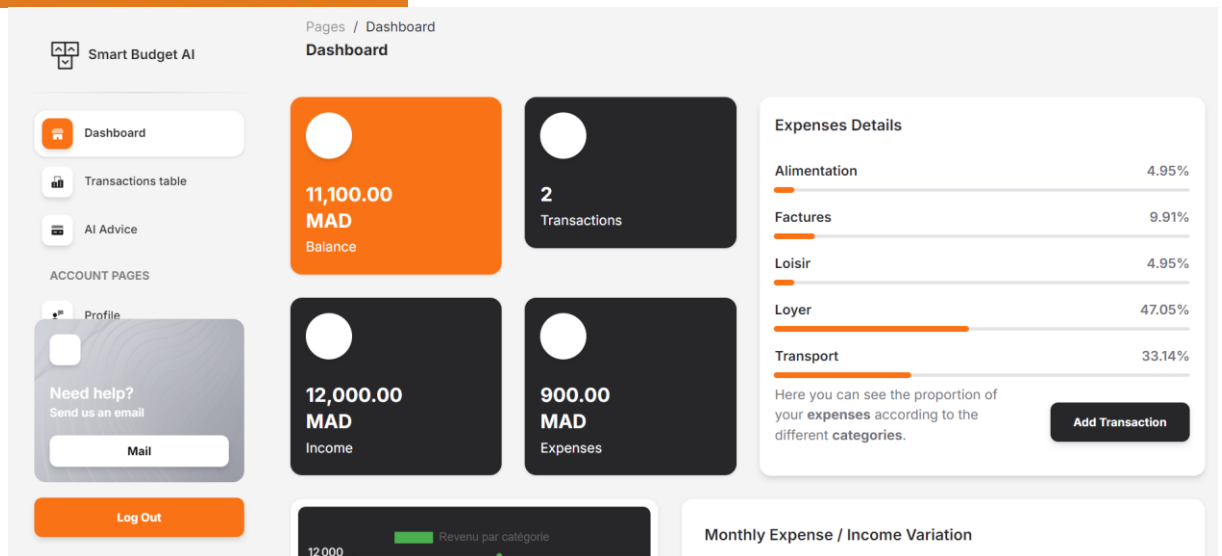 Smart Budget AI
Dashboard
Transactions table
AI Advice
ACCOUNT PAGES
Profile
Need help?
Send us an email
Mail
Log Out
Pages / Dashboard
Dashboard
11,100.00
MAD
Balance
2
Transactions
12,000.00
MAD
Income
900.00
MAD
Expenses
Expenses Details
Alimentation 4.95%
Factures 9.91%
Loisir 4.95%
Loyer 47.05%
Transport 33.14%
Here you can see the proportion of
your expenses according to the
different categories.
Add Transaction
Revenu par catégorie
12 000
Monthly Expense / Income Variation